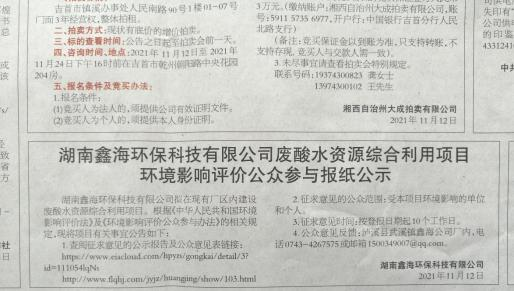 吉首市镇溪办事处人民南路90号1楼01-07号
门面3年经营权,整体拍租。
二、拍卖方式:现状有底价的增价拍卖。
三、标的查看时间:公告之日起至拍卖会前一天。
四、咨询时间、地点:2021年11月12日至2021年
11月24日下午16时前在吉首市乾州朝阳路中央花园
204房。
五、报名条件及竞买办法:
1.报名条件:
(1)竞买人为法人的,须提供公司有效证明文件。
(2)竞买人为个人的,须提供本人身份证明。
3万元。(缴纳账户:湘西自治州大成拍卖有限公司,账
号:5911 5735 6977,开户行:中国银行吉首分行人民
北路支行)
(备注:竞买保证金以到账为准,只支持转账,不
支持存现,竞买人与交款人需一致)。
3.未尽事宜请查看拍卖会特别规定。
联系号码:19374300823 龚女士
13974300102 王先生
湘西自治州大成拍卖有限公司
2021年11月12日
湖南鑫海环保科技有限公司废酸水资源综合利用项目
环境影响评价公众参与报纸公示
湖南鑫海环保科技有限公司拟在现有厂区内建设
废酸水资源综合利用项目。根据《中华人民共和国环境
影响评价法》及《环境影响评价公众参与办法》的相关规
定,现将项目有关事宜公告如下:
1.查阅征求意见的公示报告及公众意见表链接:
https://www.eiacloud.com/hpyzs/gongkai/detail/3?
id=111054lqNs
http://www.flqhj.com/jyjz/huangjing/show/103.html
2.征求意见的公众范围:受本项目环境影响的单位
和个人。
3.征求意见时间:按登报日期起10个工作日。
4.公众意见反馈:泸溪县武溪镇鑫海公司厂内,电
话0743-4267575或邮箱1500349007@qq.com。
湖南鑫海环保科技有限公司
2021年11月12日